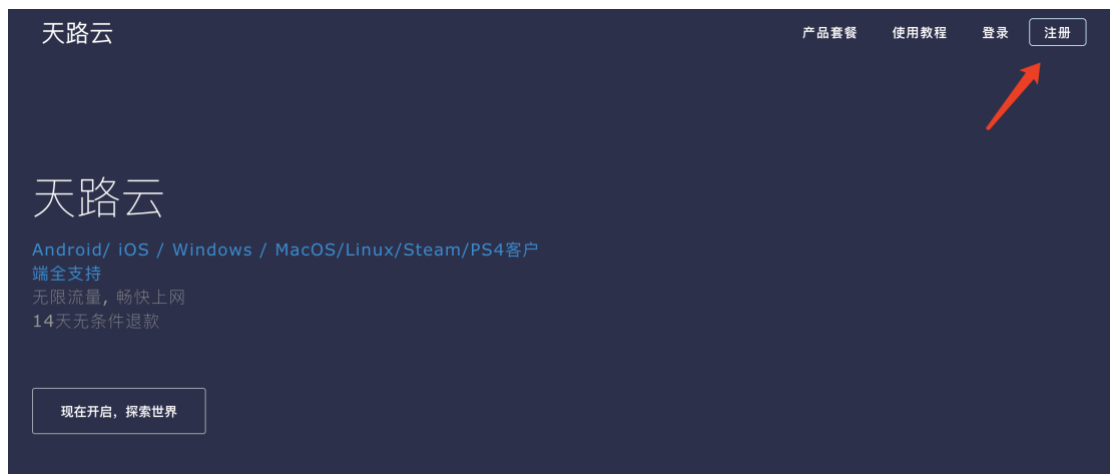 天路云
产品套餐 使用教程 登录 注册
天路云
Android/ iOS / Windows / MacOS/Linux/Steam/PS4客户
端全支持
无限流量, 畅快上网
14天无条件退款
现在开启，探索世界